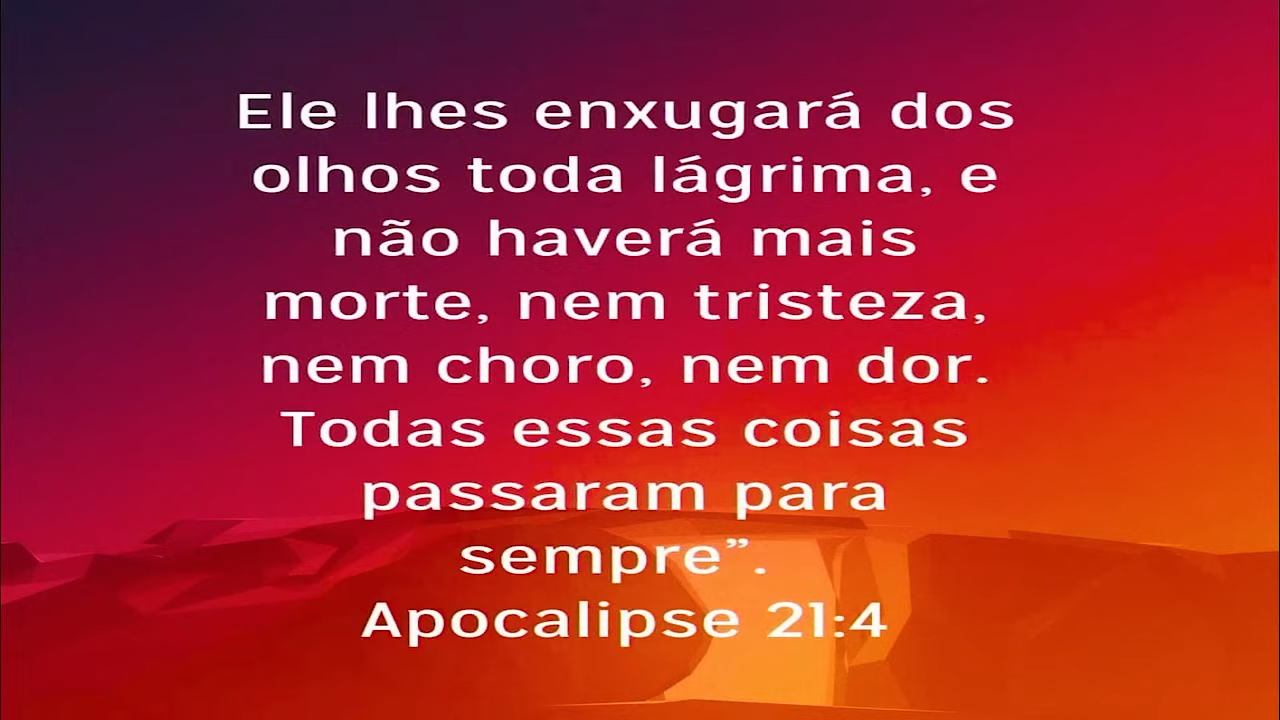 Ele lhes enxugará dos
olhos toda lágrima, e
não haverá mais
morte, nem tristeza,
nem choro, nem dor.
Todas essas coisas
passaram para
sempre”.
Apocalipse 21:4